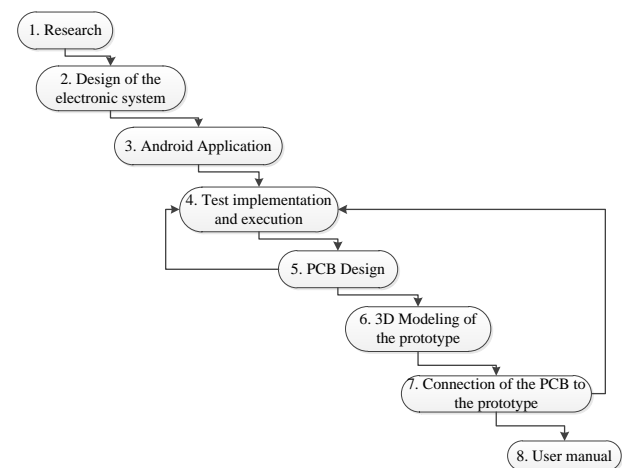 1. Research
2. Design of the
electronic system
3. Android Application
4. Test implementation
and execution
5. PCB Design
6. 3D Modeling of
the prototype
7. Connection of the PCB to
the prototype
8. User manual